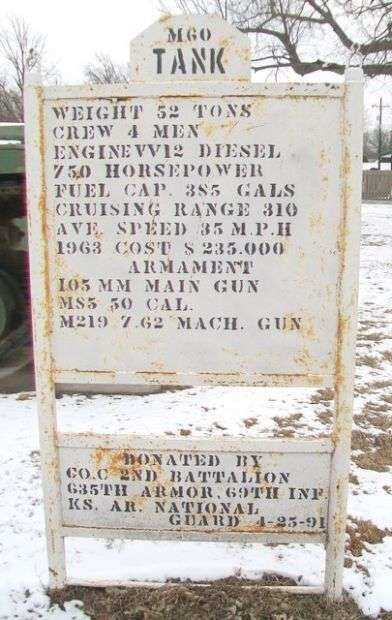 M60
TANK
WEIGHT 52 TONS
CREW 4 MEN
ENGINE VV12 DIESEL
750 HORSEPOWER
FUEL CAP. 385 GALS
CRUISING RANGE 310
AVE. SPEED 35 M.P.H
1963 COST $ 235.000
ARMAMENT
105 MM MAIN GUN
M85 50 CAL.
M219 7.62 MACH. GUN
DONATED BY
CO.C 2ND BATTALION
635TH ARMOR, 69TH INF
KS. AR. NATIONAL
GUARD 4-25-91